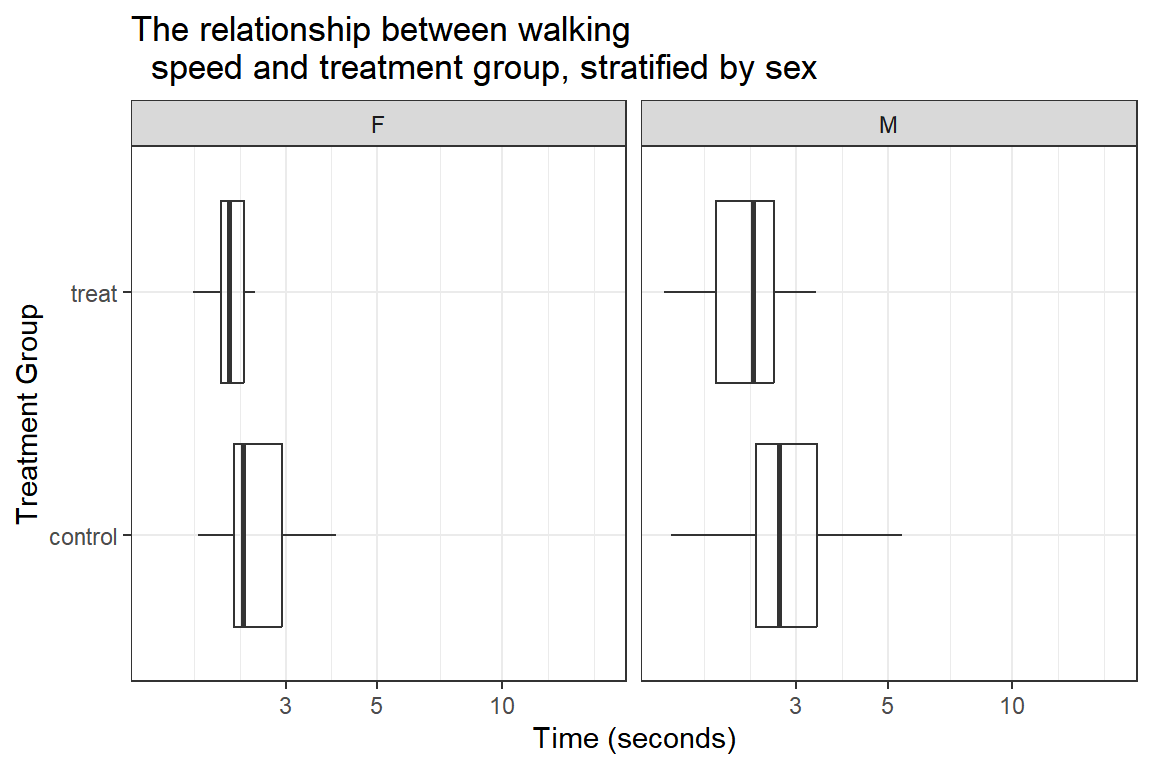 The relationship between walking
speed and treatment group, stratified by sex
F
M
Treatment Group
treat
control
3
5
10
3
5
10
Time (seconds)